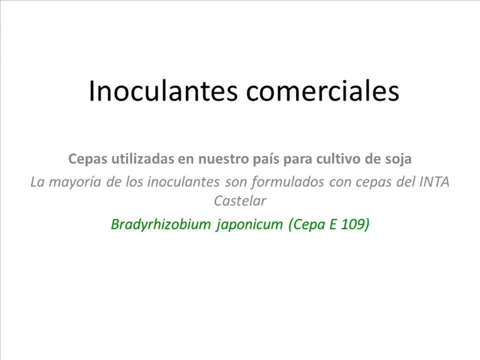 Inoculantes comerciales
Cepas utilizadas en nuestro país para cultivo de soja
La mayoría de los inoculantes son formulados con cepas del INTA
Castelar
Bradyrhizobium japonicum (Cepa E 109)